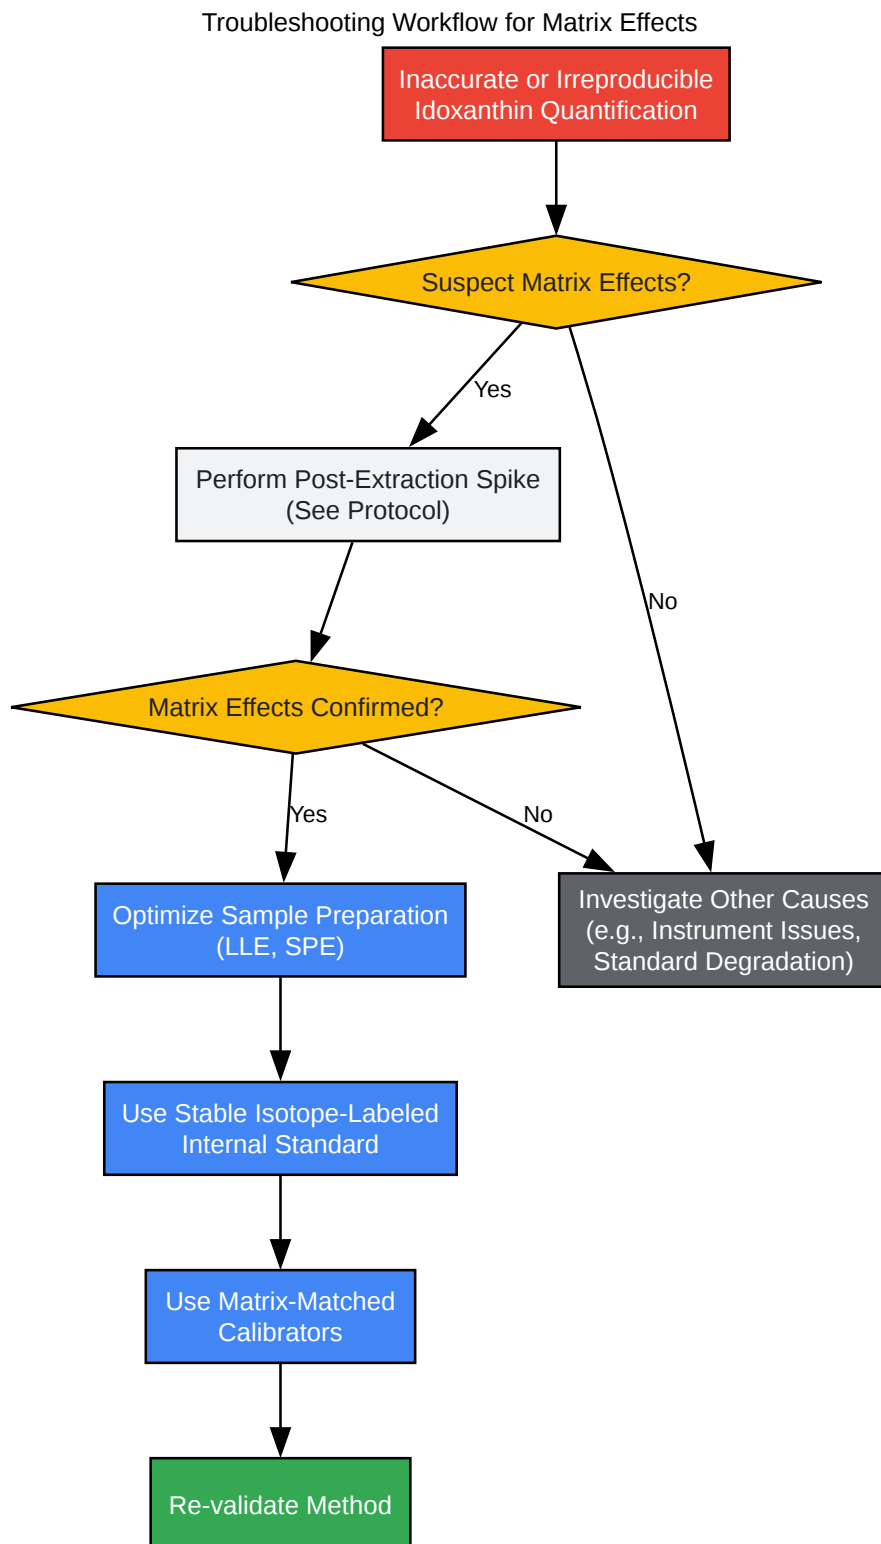 Troubleshooting Workflow for Matrix Effects
Inaccurate or Irreproducible
Idoxanthin Quantification
Suspect Matrix Effects?
Yes
Perform Post-Extraction Spike
(See Protocol)
No
Matrix Effects Confirmed?
Yes
No
Optimize Sample Preparation
(LLE, SPE)
Investigate Other Causes
(e.g., Instrument Issues,
Standard Degradation)
Use Stable Isotope-Labeled
Internal Standard
Use Matrix-Matched
Calibrators
Re-validate Method